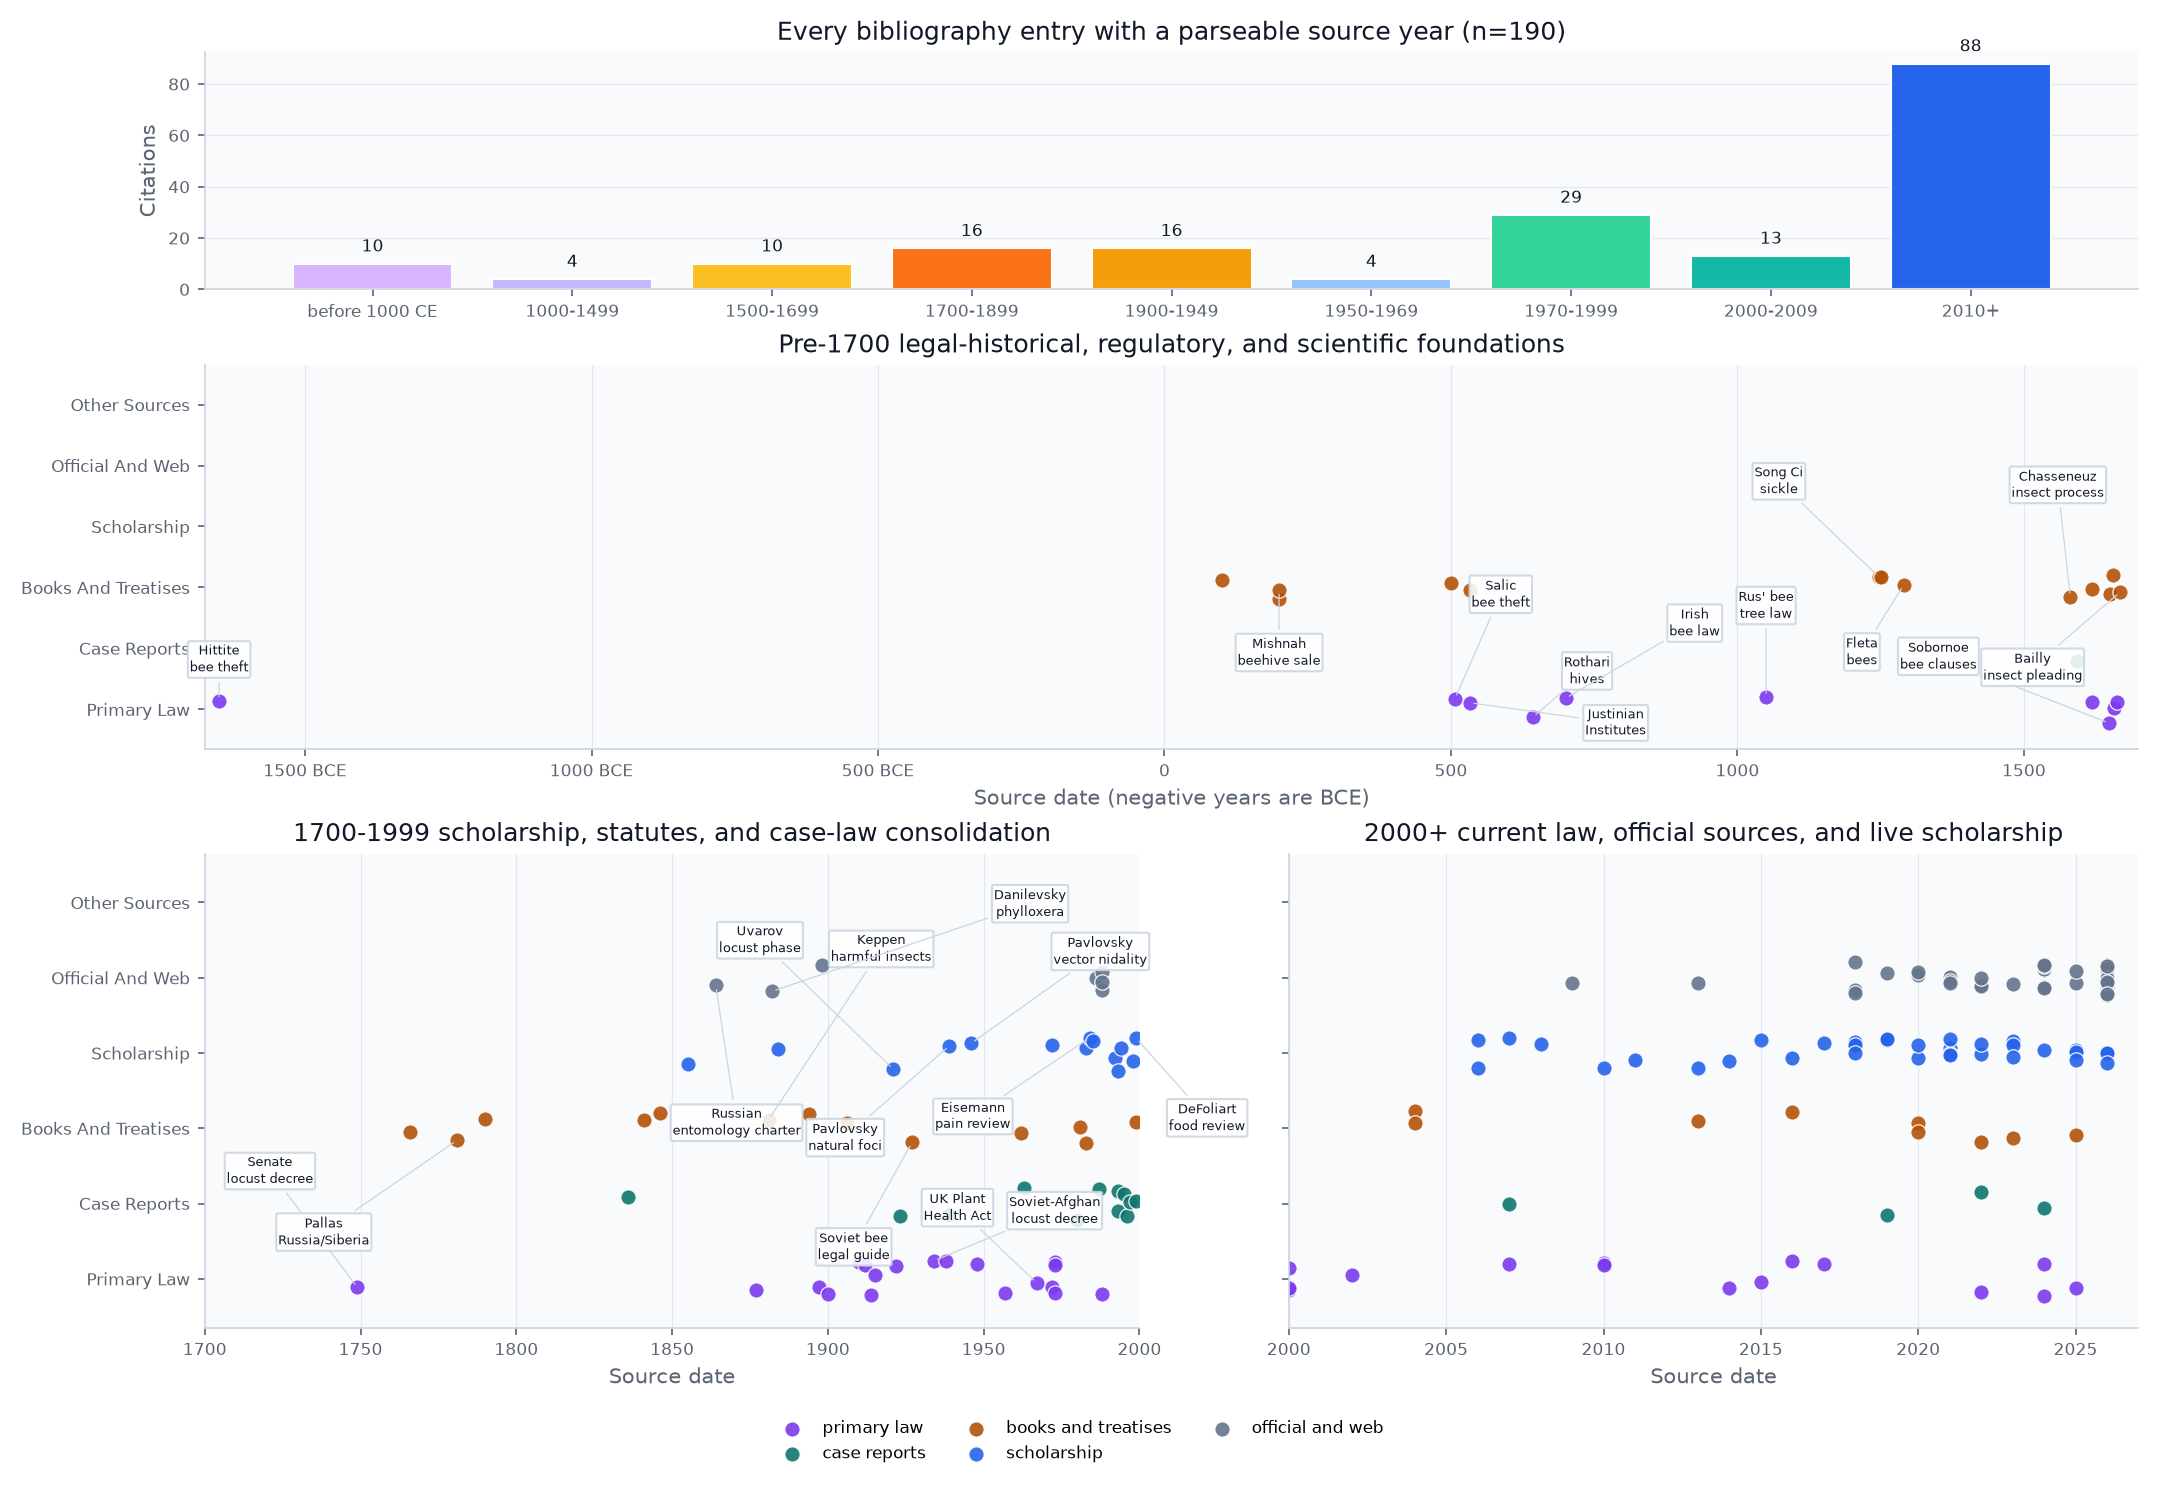 Every bibliography entry with a parseable source year (n=190)
Citations
80
60
40
20
0
10
4
10
16
16
4
29
13
88
before 1000 CE
1000-1499
1500-1699
1700-1899
1900-1949
1950-1969
1970-1999
2000-2009
2010+
Pre-1700 legal-historical, regulatory, and scientific foundations
Other Sources
Official And Web
Scholarship
Books And Treatises
Case Reports
Primary Law
Song Ci
sickle
Chasseneuz
insect process
Salic
bee theft
Rus' bee
tree law
Irish
bee law
Hittite
bee theft
Mishnah
beehive sale
Rothari
hives
Fleta
bees
Sobornoe
bee clauses
Bailly
insect pleading
Justinian
Institutes
1500 BCE
1000 BCE
500 BCE
0
500
1000
1500
Source date (negative years are BCE)
1700-1999 scholarship, statutes, and case-law consolidation
Other Sources
Official And Web
Scholarship
Books And Treatises
Case Reports
Primary Law
Danilevsky
phylloxera
Uvarov
locust phase
Keppen
harmful insects
Pavlovsky
vector nidality
Russian
entomology charter
Pavlovsky
natural foci
Eisemann
pain review
DeFoliart
food review
Senate
locust decree
Pallas
Russia/Siberia
UK Plant
Health Act
Soviet-Afghan
locust decree
Soviet bee
legal guide
1700
1750
1800
1850
1900
1950
2000
Source date
2000+ current law, official sources, and live scholarship
2000
2005
2010
2015
2020
2025
Source date
primary law
books and treatises
official and web
case reports
scholarship